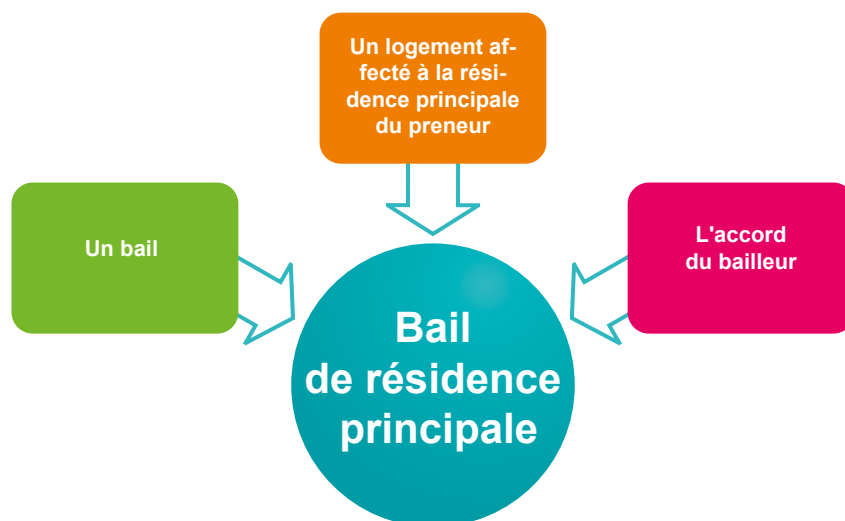 Un logement af-
fecté à la rési-
dence principale
du preneur
Un bail
L'accord
du bailleur
Bail
de résidence
principale